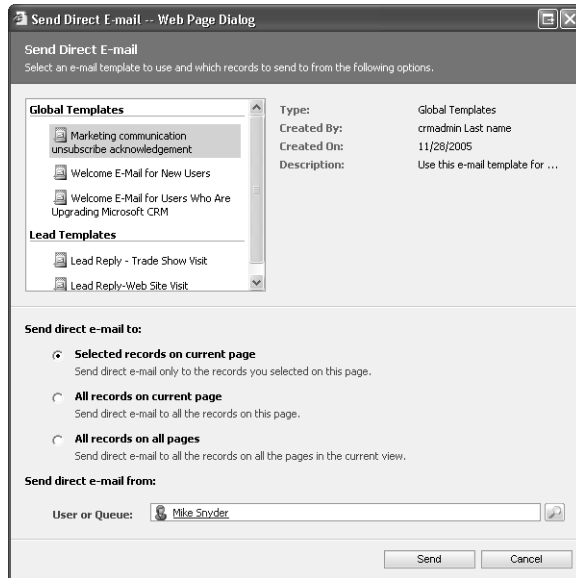 Send Direct E-mail -- Web Page Dialog
Send Direct E-mail
Select an e-mail template to use and which records to send to from the following options.
Global Templates
Marketing communication
unsubscribe acknowledgement
Welcome E-Mail for New Users
Welcome E-Mail for Users Who Are
Upgrading Microsoft CRM
Lead Templates
Lead Reply - Trade Show Visit
Lead Reply-Web Site Visit
Type: Global Templates
Created By: crmadmin Last name
Created On: 11/28/2005
Description: Use this e-mail template for ...
Send direct e-mail to:
Selected records on current page
Send direct e-mail only to the records you selected on this page.
All records on current page
Send direct e-mail to all the records on this page.
All records on all pages
Send direct e-mail to all the records on all the pages in the current view.
Send direct e-mail from:
User or Queue: Mike Snyder
Send Cancel